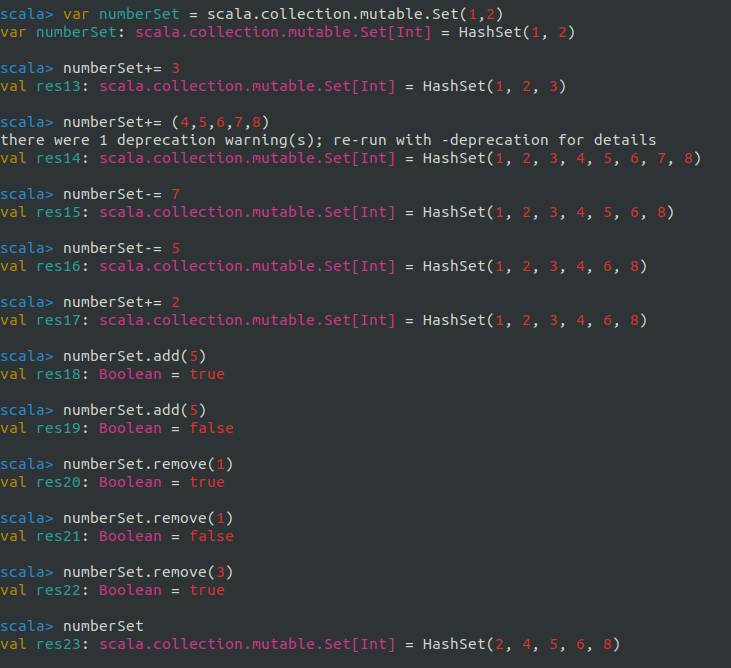 scala> var numberSet = scala.collection.mutable.Set(1,2)
var numberSet: scala.collection.mutable.Set[Int] = HashSet(1, 2)
scala> numberSet+= 3
val res13: scala.collection.mutable.Set[Int] = HashSet(1, 2, 3)
scala> numberSet+= (4,5,6,7,8)
there were 1 deprecation warning(s); re-run with -deprecation for details
val res14: scala.collection.mutable.Set[Int] = HashSet(1, 2, 3, 4, 5, 6, 7, 8)
scala> numberSet-= 7
val res15: scala.collection.mutable.Set[Int] = HashSet(1, 2, 3, 4, 5, 6, 8)
scala> numberSet-= 5
val res16: scala.collection.mutable.Set[Int] = HashSet(1, 2, 3, 4, 6, 8)
scala> numberSet+= 2
val res17: scala.collection.mutable.Set[Int] = HashSet(1, 2, 3, 4, 6, 8)
scala> numberSet.add(5)
val res18: Boolean = true
scala> numberSet.add(5)
val res19: Boolean = false
scala> numberSet.remove(1)
val res20: Boolean = true
scala> numberSet.remove(1)
val res21: Boolean = false
scala> numberSet.remove(3)
val res22: Boolean = true
scala> numberSet
val res23: scala.collection.mutable.Set[Int] = HashSet(2, 4, 5, 6, 8)